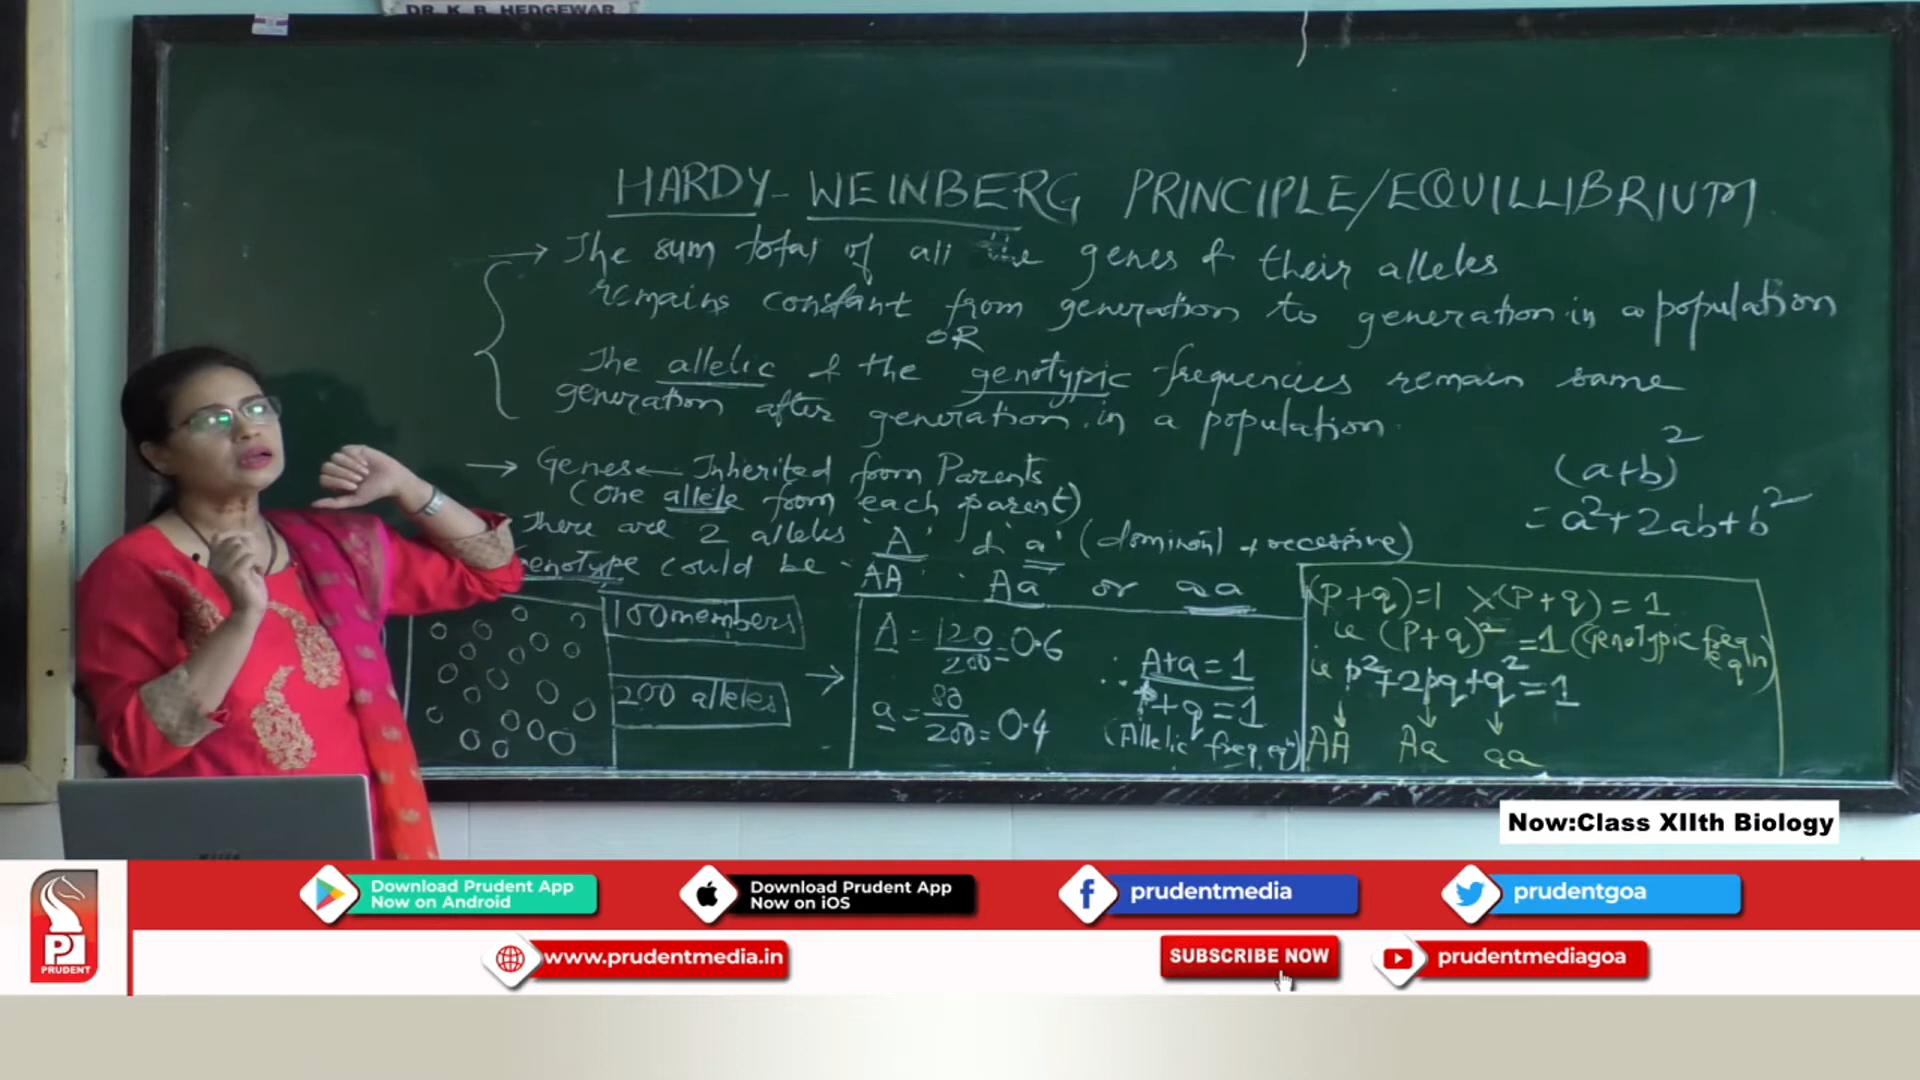 DR. K. B. HEDGEWAR
HARDY-WEINBERG PRINCIPLE/EQUILLIBRIUM
→ The sum total of all the genes & their alleles
remains constant from generation to generation in a population
OR
The allelic & the genotypic frequencies remain same
generation after generation in a population.
→ Genes ← Inherited from Parents
(One allele from each parent)
There are 2 alleles 'A' & 'a' (dominant & recessive)
Genotype could be AA Aa or aa
(a+b)²
= a²+2ab+b²
100 members
200 alleles
→
A = 120/200 = 0.6
a = 80/200 = 0.4
∴ A+a = 1
p+q = 1
(Allelic freq. eqn)
(p+q)=1 X (p+q) = 1
ie (p+q)² = 1 (Genotypic freq eqn)
ie p²+2pq+q² = 1
AA Aa aa
Now:Class XIIth Biology
Download Prudent App
Now on Android
Download Prudent App
Now on iOS
prudentmedia
prudentgoa
PRUDENT
www.prudentmedia.in
SUBSCRIBE NOW
prudentmediagoa